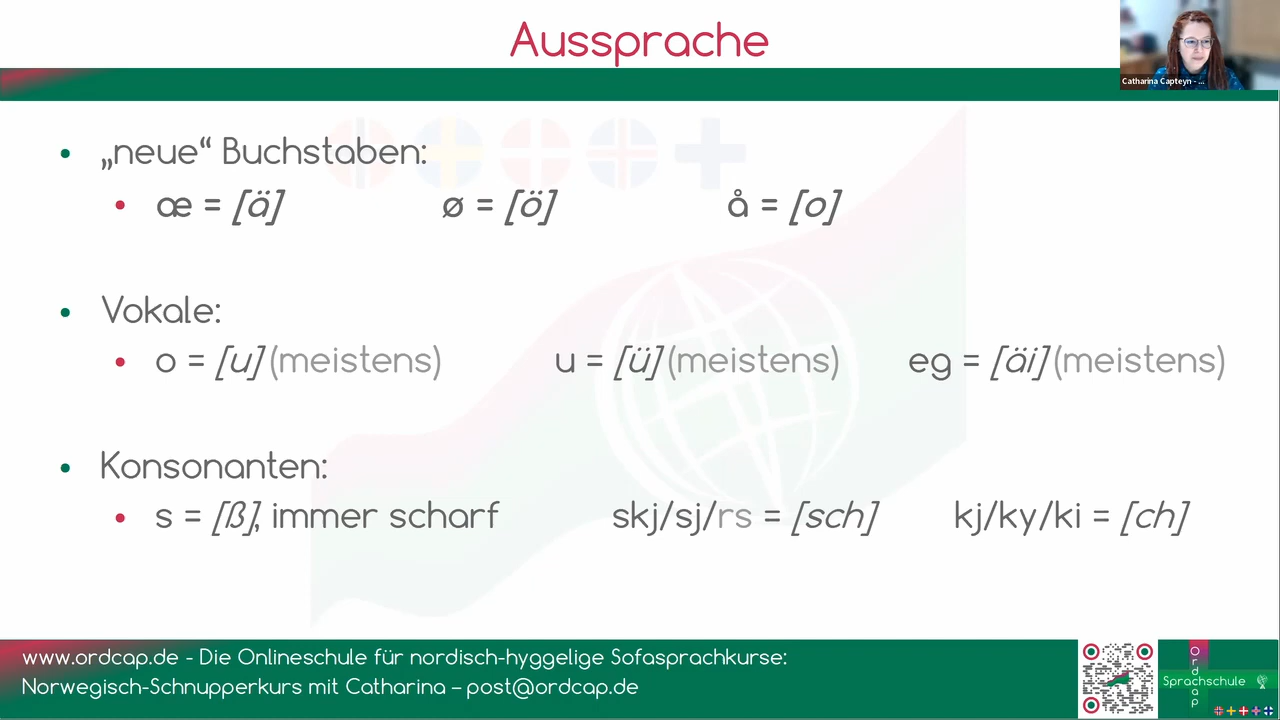 Aussprache
Catharina Capteyn - ...
• „neue“ Buchstaben:
• æ = [ä] ø = [ö] å = [o]
• Vokale:
• o = [u] (meistens) u = [ü] (meistens) eg = [äi] (meistens)
• Konsonanten:
• s = [ß], immer scharf skj/sj/rs = [sch] kj/ky/ki = [ch]
www.ordcap.de - Die Onlineschule für nordisch-hyggelige Sofasprachkurse:
Norwegisch-Schnupperkurs mit Catharina – post@ordcap.de
Ordcap
Sprachschule